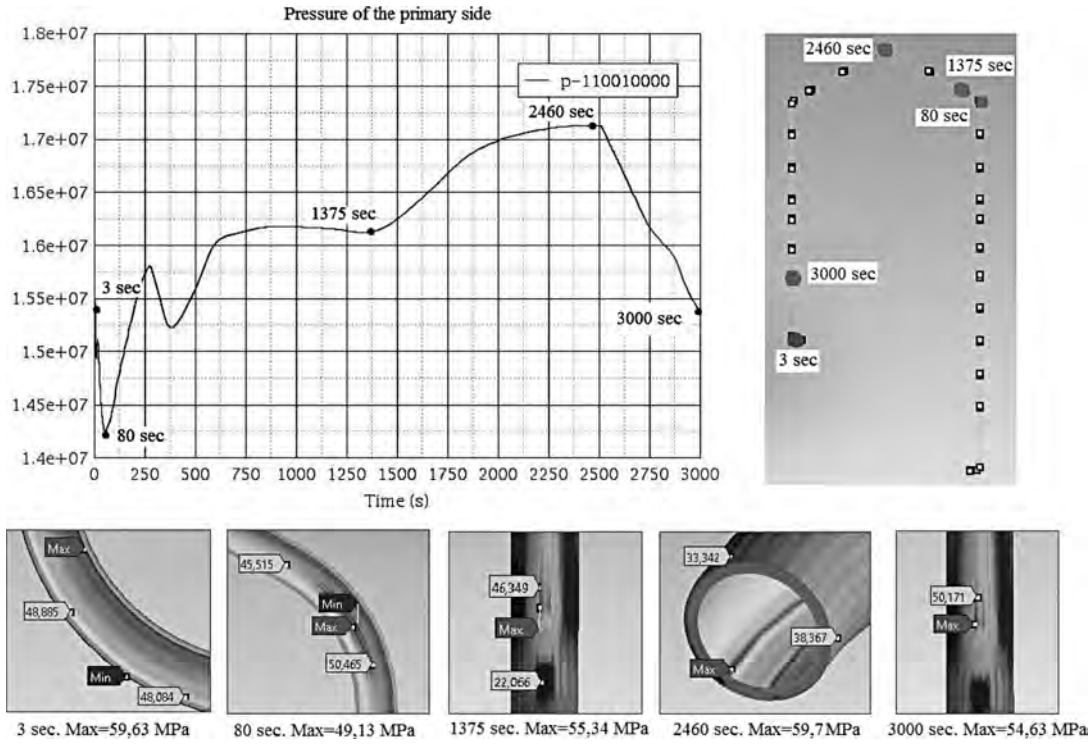 Pressure of the primary side
1.8e+07
1.75e+07
1.7e+07
1.65e+07
1.6e+07
1.55e+07
1.5e+07
1.45e+07
1.4e+07
p-110010000
3 sec
80 sec
1375 sec
2460 sec
3000 sec
0 250 500 750 1000 1250 1500 1750 2000 2250 2500 2750 3000
Time (s)
2460 sec
1375 sec
80 sec
3000 sec
3 sec
Max
48,885
Min
48,084
3 sec. Max=59,63 MPa
45,515
Min
Max
50,465
80 sec. Max=49,13 MPa
46,349
Max
22,066
1375 sec. Max=55,34 MPa
33,342
38,367
Max
2460 sec. Max=59,7MPa
50,171
Max
3000 sec. Max=54,63 MPa